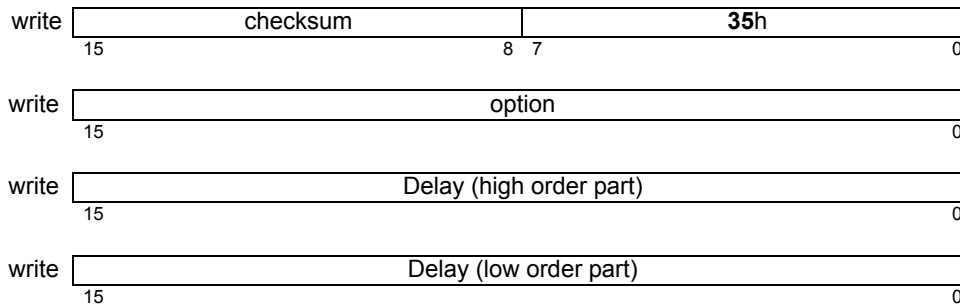 write checksum 35h
15 8 7 0
write option
15 0
write Delay (high order part)
15 0
write Delay (low order part)
15 0